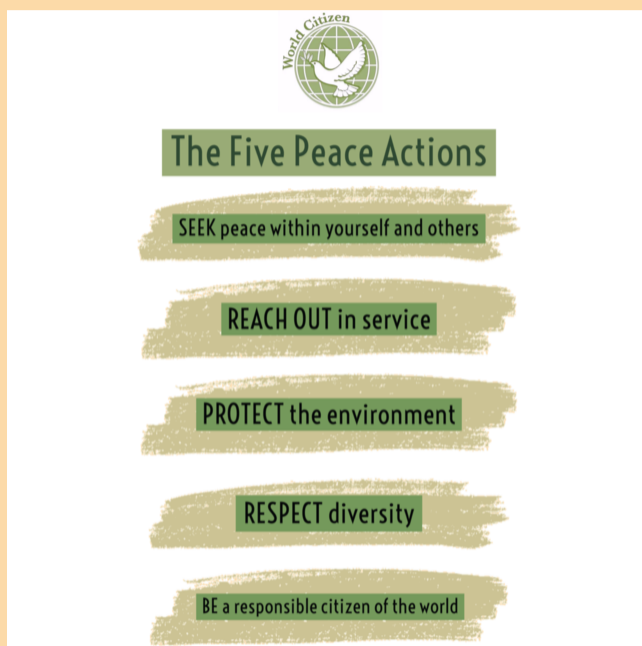 World Citizen
The Five Peace Actions
SEEK peace within yourself and others
REACH OUT in service
PROTECT the environment
RESPECT diversity
BE a responsible citizen of the world